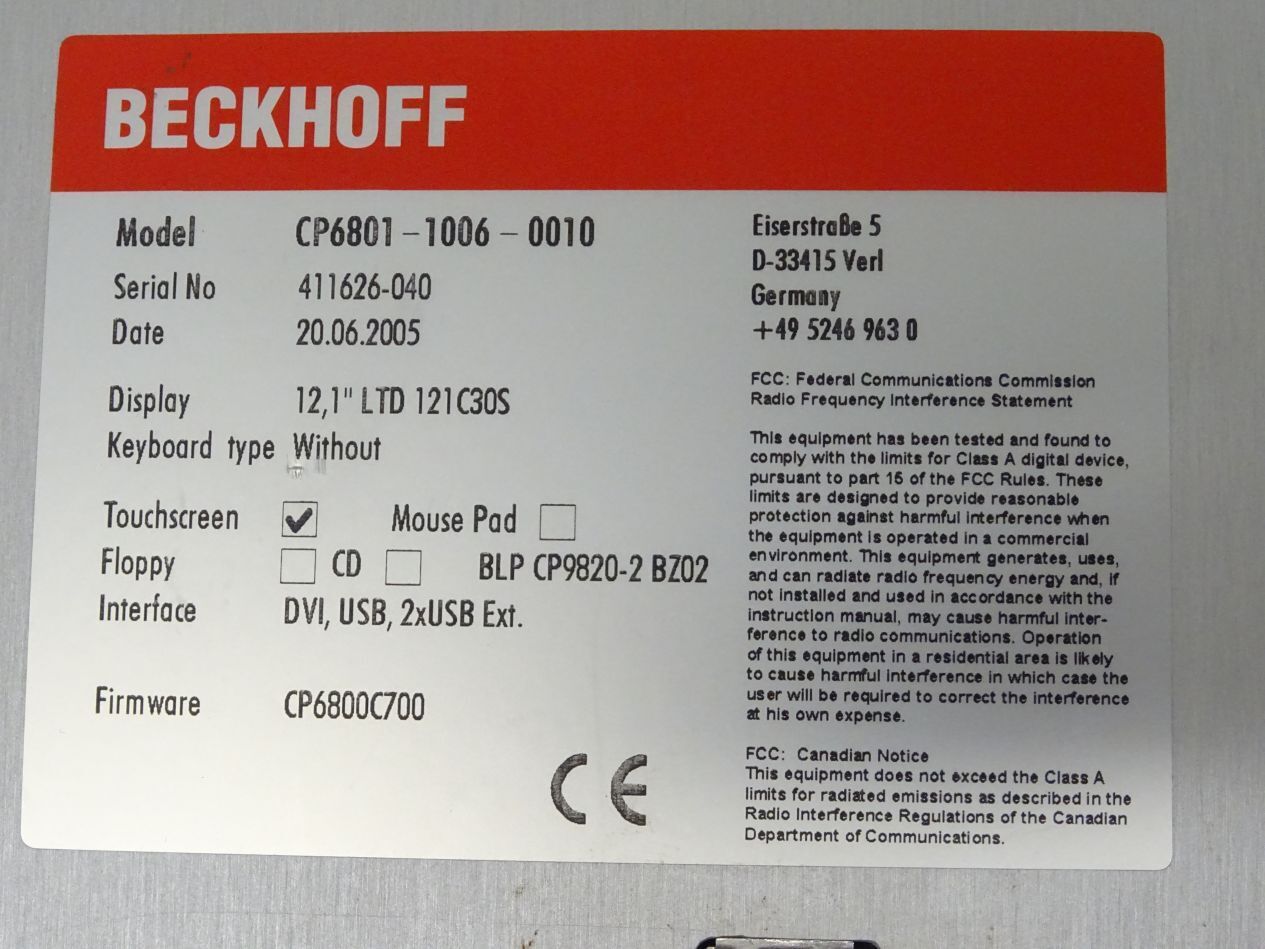 BECKHOFF
Model CP6801-1006-0010
Serial No 411626-040
Date 20.06.2005
Display 12,1" LTD 121C30S
Keyboard type Without
Touchscreen ✔ Mouse Pad
Floppy CD BLP CP9820-2 BZ02
Interface DVI, USB, 2xUSB Ext.
Firmware CP6800C700
CE
Eiserstraße 5
D-33415 Verl
Germany
+49 5246 963 0
FCC: Federal Communications Commission
Radio Frequency Interference Statement
This equipment has been tested and found to
comply with the limits for Class A digital device,
pursuant to part 15 of the FCC Rules. These
limits are designed to provide reasonable
protection against harmful interference when
the equipment is operated in a commercial
environment. This equipment generates, uses,
and can radiate radio frequency energy and, if
not installed and used in accordance with the
instruction manual, may cause harmful inter-
ference to radio communications. Operation
of this equipment in a residential area is likely
to cause harmful interference in which case the
user will be required to correct the interference
at his own expense.
FCC: Canadian Notice
This equipment does not exceed the Class A
limits for radiated emissions as described in the
Radio Interference Regulations of the Canadian
Department of Communications.